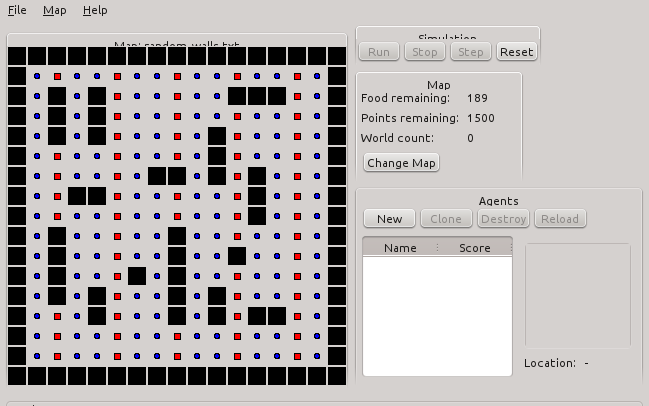 File Map Help
Map: random-walls.txt
Simulation
Run Stop Step Reset
Map
Food remaining: 189
Points remaining: 1500
World count: 0
Change Map
Agents
New Clone Destroy Reload
Name Score
Location: -